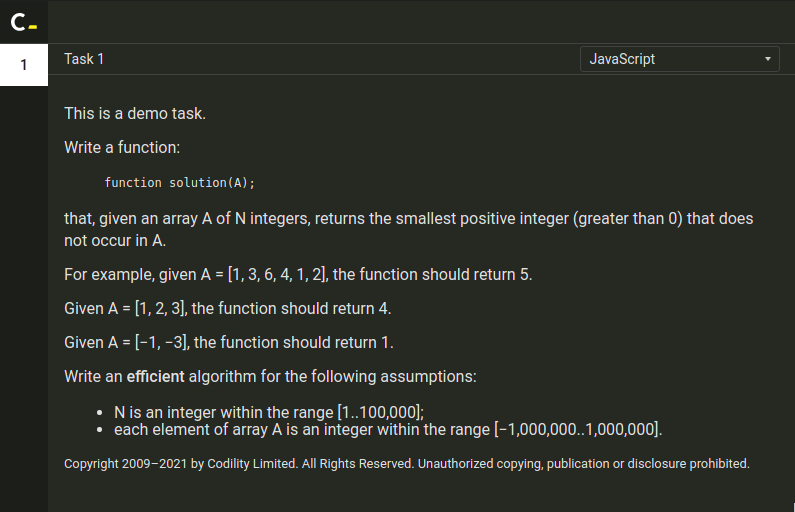 C_
1
Task 1
JavaScript
This is a demo task.
Write a function:
function solution(A);
that, given an array A of N integers, returns the smallest positive integer (greater than 0) that does
not occur in A.
For example, given A = [1, 3, 6, 4, 1, 2], the function should return 5.
Given A = [1, 2, 3], the function should return 4.
Given A = [−1, −3], the function should return 1.
Write an efficient algorithm for the following assumptions:
• N is an integer within the range [1..100,000];
• each element of array A is an integer within the range [−1,000,000..1,000,000].
Copyright 2009–2021 by Codility Limited. All Rights Reserved. Unauthorized copying, publication or disclosure prohibited.